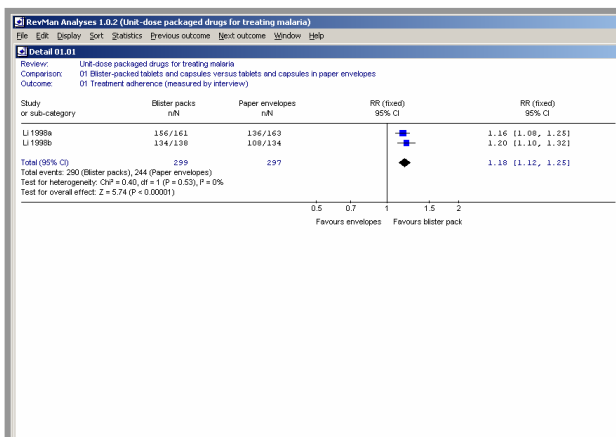 RevMan Analyses 1.0.2 (Unit-dose packaged drugs for treating malaria)
File Edit Display Sort Statistics Previous outcome Next outcome Window Help
Detail 01.01
Review: Unit-dose packaged drugs for treating malaria
Comparison: 01 Blister-packed tablets and capsules versus tablets and capsules in paper envelopes
Outcome: 01 Treatment adherence (measured by interview)
Study Blister packs Paper envelopes RR (fixed) RR (fixed)
or sub-category n/N n/N 95% CI 95% CI
Li 1998a 156/161 136/163 1.16 [1.08, 1.25]
Li 1998b 134/138 108/134 1.20 [1.10, 1.32]
Total (95% CI) 299 297 1.18 [1.12, 1.25]
Total events: 290 (Blister packs), 244 (Paper envelopes)
Test for heterogeneity: Chi² = 0.40, df = 1 (P = 0.53), I² = 0%
Test for overall effect: Z = 5.74 (P < 0.00001)
0.5 0.7 1 1.5 2
Favours envelopes Favours blister pack